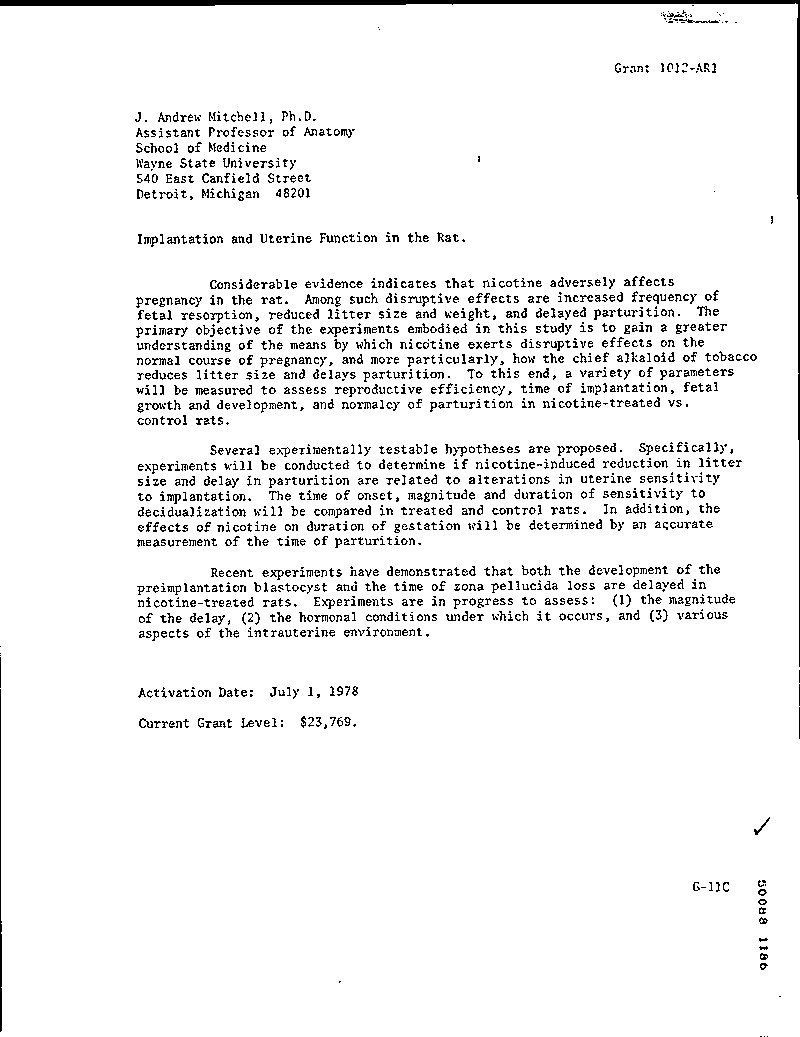 Grant 1012-AR1
J. Andrew Mitchell, Ph.D.
Assistant Professor of Anatomy
School of Medicine
Wayne State University
540 East Canfield Street
Detroit, Michigan 48201
Implantation and Uterine Function in the Rat.
Considerable evidence indicates that nicotine adversely affects
pregnancy in the rat. Among such disruptive effects are increased frequency of
fetal resorption, reduced litter size and weight, and delayed parturition. The
primary objective of the experiments embodied in this study is to gain a greater
understanding of the means by which nicotine exerts disruptive effects on the
normal course of pregnancy, and more particularly, how the chief alkaloid of tobacco
reduces litter size and delays parturition. To this end, a variety of parameters
will be measured to assess reproductive efficiency, time of implantation, fetal
growth and development, and normalcy of parturition in nicotine-treated vs.
control rats.
Several experimentally testable hypotheses are proposed. Specifically,
experiments will be conducted to determine if nicotine-induced reduction in litter
size and delay in parturition are related to alterations in uterine sensitivity
to implantation. The time of onset, magnitude and duration of sensitivity to
decidualization will be compared in treated and control rats. In addition, the
effects of nicotine on duration of gestation will be determined by an accurate
measurement of the time of parturition.
Recent experiments have demonstrated that both the development of the
preimplantation blastocyst and the time of zona pellucida loss are delayed in
nicotine-treated rats. Experiments are in progress to assess: (1) the magnitude
of the delay, (2) the hormonal conditions under which it occurs, and (3) various
aspects of the intrauterine environment.
Activation Date: July 1, 1978
Current Grant Level: $23,769.
G-11C
50088 1186